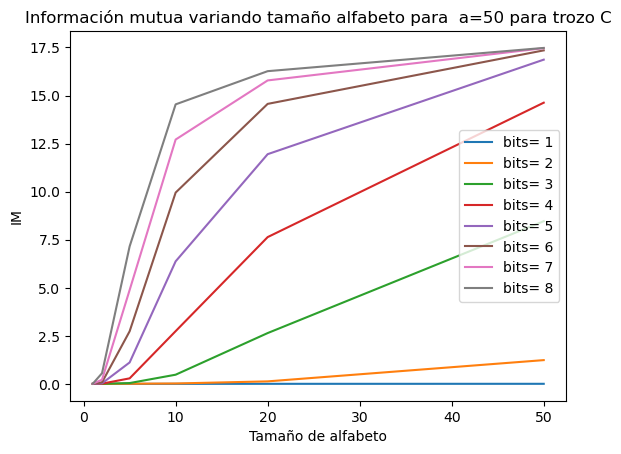 Información mutua variando tamaño alfabeto para  a=50 para trozo C
17.5
15.0
12.5
10.0
7.5
5.0
2.5
0.0
IM
bits= 1
bits= 2
bits= 3
bits= 4
bits= 5
bits= 6
bits= 7
bits= 8
0 10 20 30 40 50
Tamaño de alfabeto